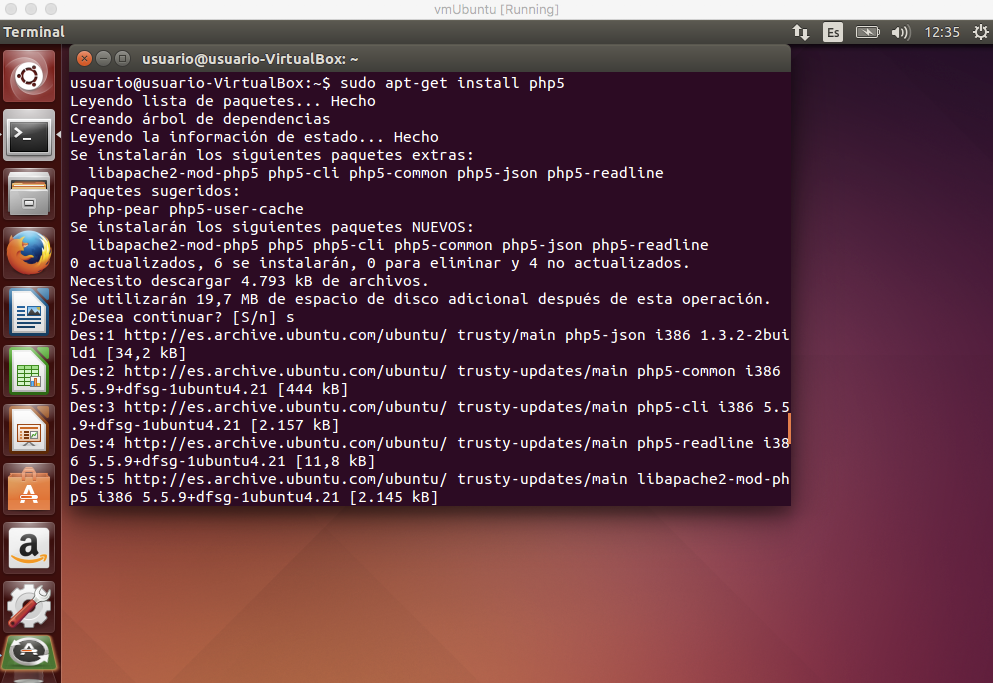 vmUbuntu [Running]
Terminal
Es
12:35
usuario@usuario-VirtualBox: ~
usuario@usuario-VirtualBox:~$ sudo apt-get install php5
Leyendo lista de paquetes... Hecho
Creando árbol de dependencias
Leyendo la información de estado... Hecho
Se instalarán los siguientes paquetes extras:
  libapache2-mod-php5 php5-cli php5-common php5-json php5-readline
Paquetes sugeridos:
  php-pear php5-user-cache
Se instalarán los siguientes paquetes NUEVOS:
  libapache2-mod-php5 php5 php5-cli php5-common php5-json php5-readline
0 actualizados, 6 se instalarán, 0 para eliminar y 4 no actualizados.
Necesito descargar 4.793 kB de archivos.
Se utilizarán 19,7 MB de espacio de disco adicional después de esta operación.
¿Desea continuar? [S/n] s
Des:1 http://es.archive.ubuntu.com/ubuntu/ trusty/main php5-json i386 1.3.2-2bui
ld1 [34,2 kB]
Des:2 http://es.archive.ubuntu.com/ubuntu/ trusty-updates/main php5-common i386
5.5.9+dfsg-1ubuntu4.21 [444 kB]
Des:3 http://es.archive.ubuntu.com/ubuntu/ trusty-updates/main php5-cli i386 5.5
.9+dfsg-1ubuntu4.21 [2.157 kB]
Des:4 http://es.archive.ubuntu.com/ubuntu/ trusty-updates/main php5-readline i38
6 5.5.9+dfsg-1ubuntu4.21 [11,8 kB]
Des:5 http://es.archive.ubuntu.com/ubuntu/ trusty-updates/main libapache2-mod-ph
p5 i386 5.5.9+dfsg-1ubuntu4.21 [2.145 kB]